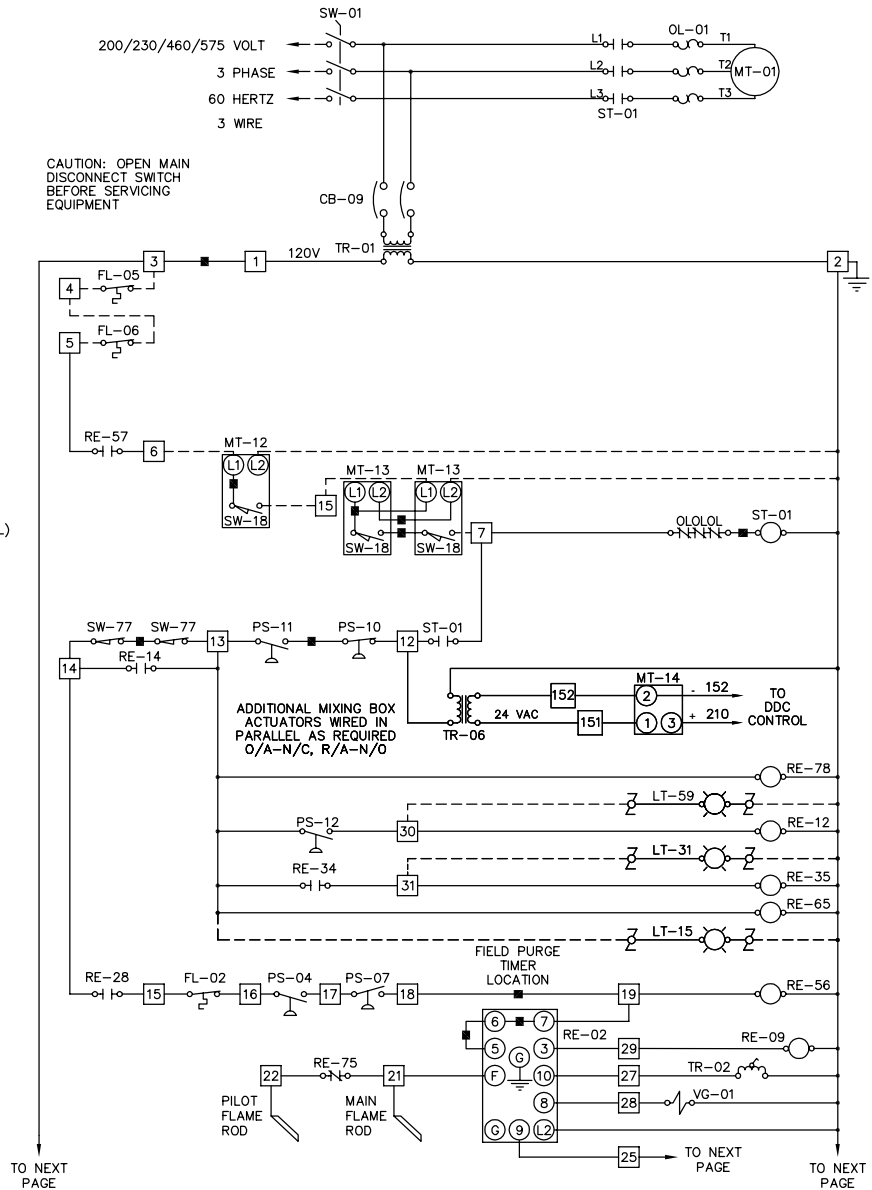 SW-01
200/230/460/575 VOLT
L1
OL-01
T1
3 PHASE
L2
T2
MT-01
60 HERTZ
L3
T3
3 WIRE
ST-01
CAUTION: OPEN MAIN
DISCONNECT SWITCH
BEFORE SERVICING
EQUIPMENT
CB-09
TR-01
3
1
120V
2
4
FL-05
5
FL-06
RE-57
6
MT-12
L1
L2
SW-18
15
MT-13
MT-13
L1
L2
L1
L2
SW-18
SW-18
7
OLOLOL
ST-01
L)
SW-77
SW-77
13
PS-11
PS-10
12
ST-01
14
RE-14
ADDITIONAL MIXING BOX
ACTUATORS WIRED IN
PARALLEL AS REQUIRED
O/A-N/C, R/A-N/O
TR-06
24 VAC
152
151
MT-14
2
1
3
- 152
+ 210
TO
DDC
CONTROL
RE-78
LT-59
PS-12
30
RE-12
LT-31
RE-34
31
RE-35
RE-65
LT-15
FIELD PURGE
TIMER
LOCATION
RE-28
15
FL-02
16
PS-04
17
PS-07
18
19
RE-56
6
7
RE-02
5
G
3
29
RE-09
22
RE-75
21
F
10
27
TR-02
8
28
VG-01
PILOT
FLAME
ROD
MAIN
FLAME
ROD
G
9
L2
25
TO NEXT
PAGE
TO NEXT
PAGE
TO NEXT
PAGE